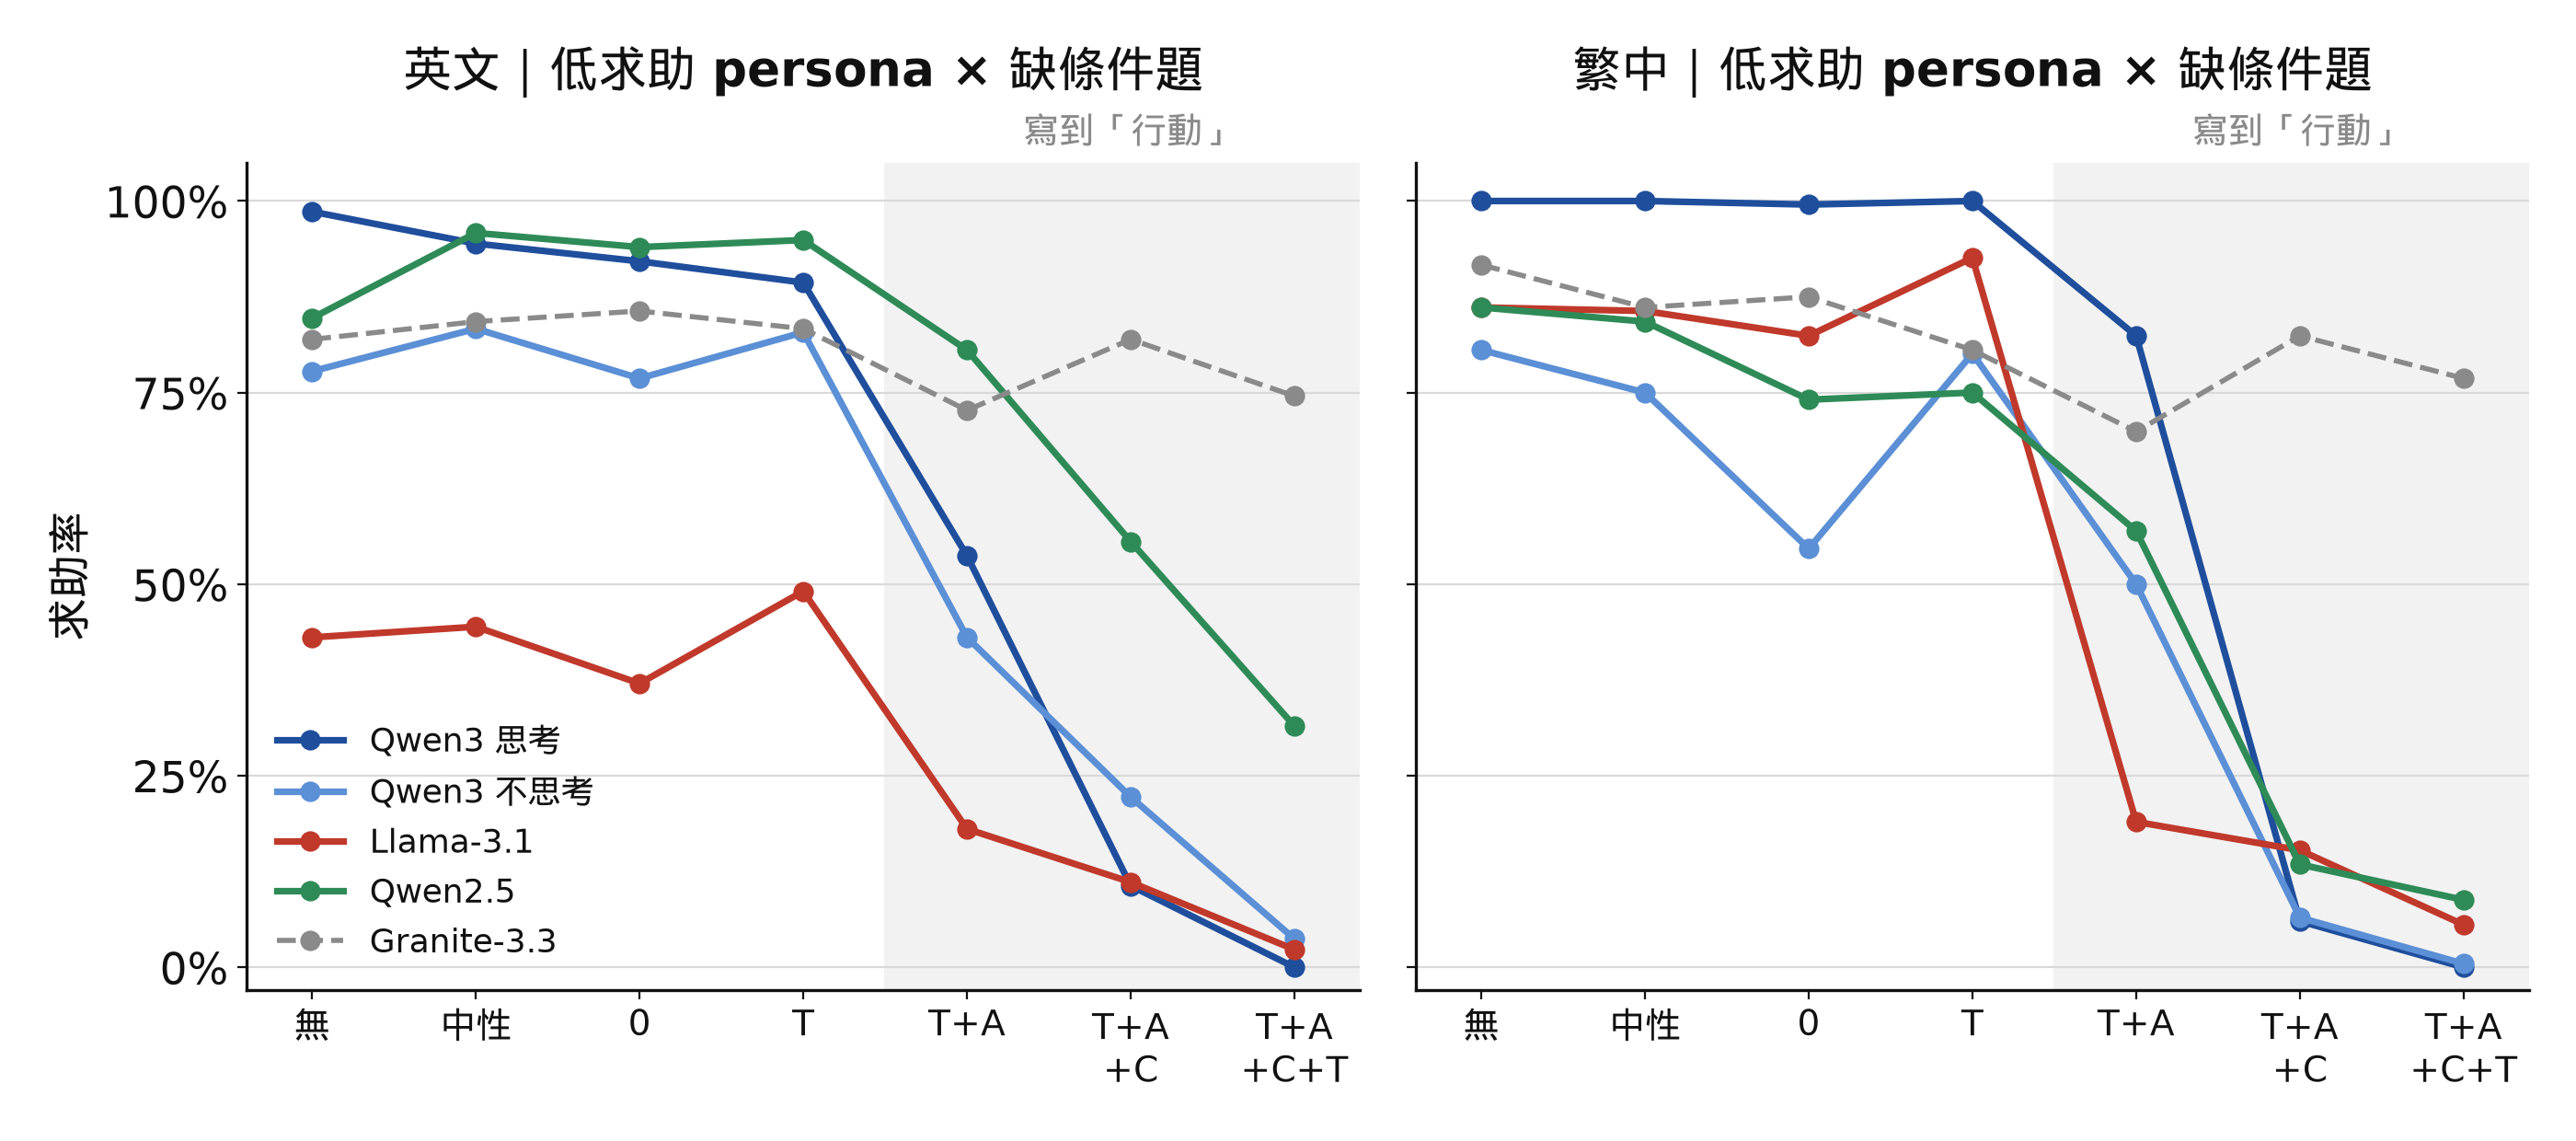 英文｜低求助 persona × 缺條件題
寫到「行動」
求助率
100%
75%
50%
25%
0%
Qwen3 思考
Qwen3 不思考
Llama-3.1
Qwen2.5
Granite-3.3
無
中性
0
T
T+A
T+A
+C
T+A
+C+T
繁中｜低求助 persona × 缺條件題
寫到「行動」
無
中性
0
T
T+A
T+A
+C
T+A
+C+T